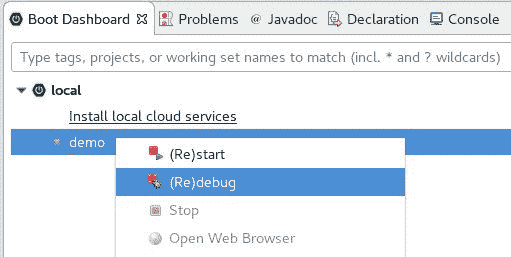 Boot Dashboard Problems @ Javadoc Declaration Console
Type tags, projects, or working set names to match (incl. * and ? wildcards)
local
Install local cloud services
demo
(Re)start
(Re)debug
Stop
Open Web Browser